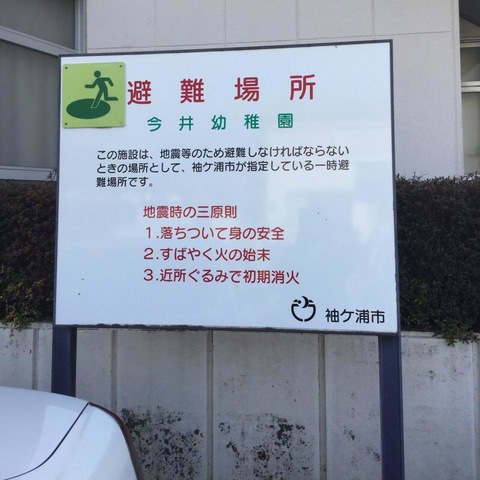 避難場所
今井幼稚園
この施設は、地震等のため避難しなければならない
ときの場所として、袖ケ浦市が指定している一時避
難場所です。
地震時の三原則
1.落ちついて身の安全
2.すばやく火の始末
3.近所ぐるみで初期消火
袖ケ浦市